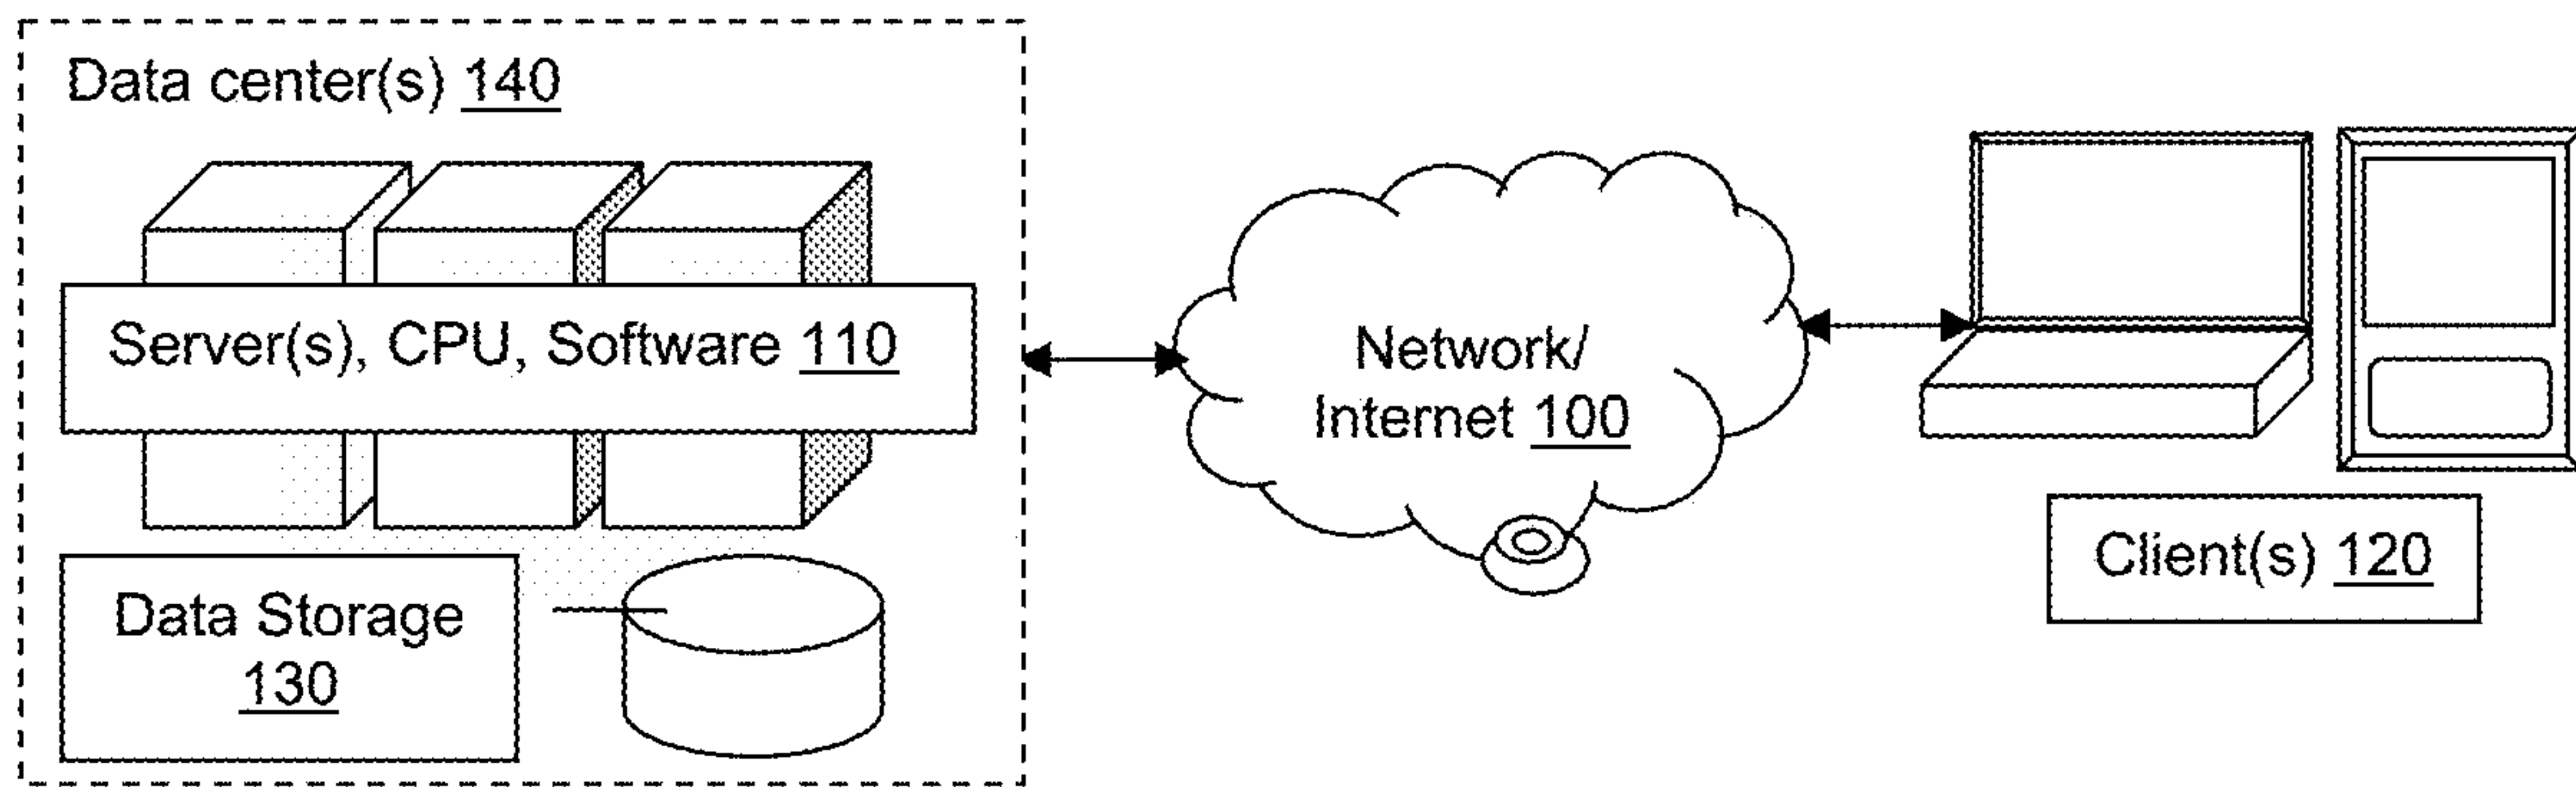 Data center(s) 140
Server(s), CPU, Software 110
Data Storage
130
Network/
Internet 100
Client(s) 120